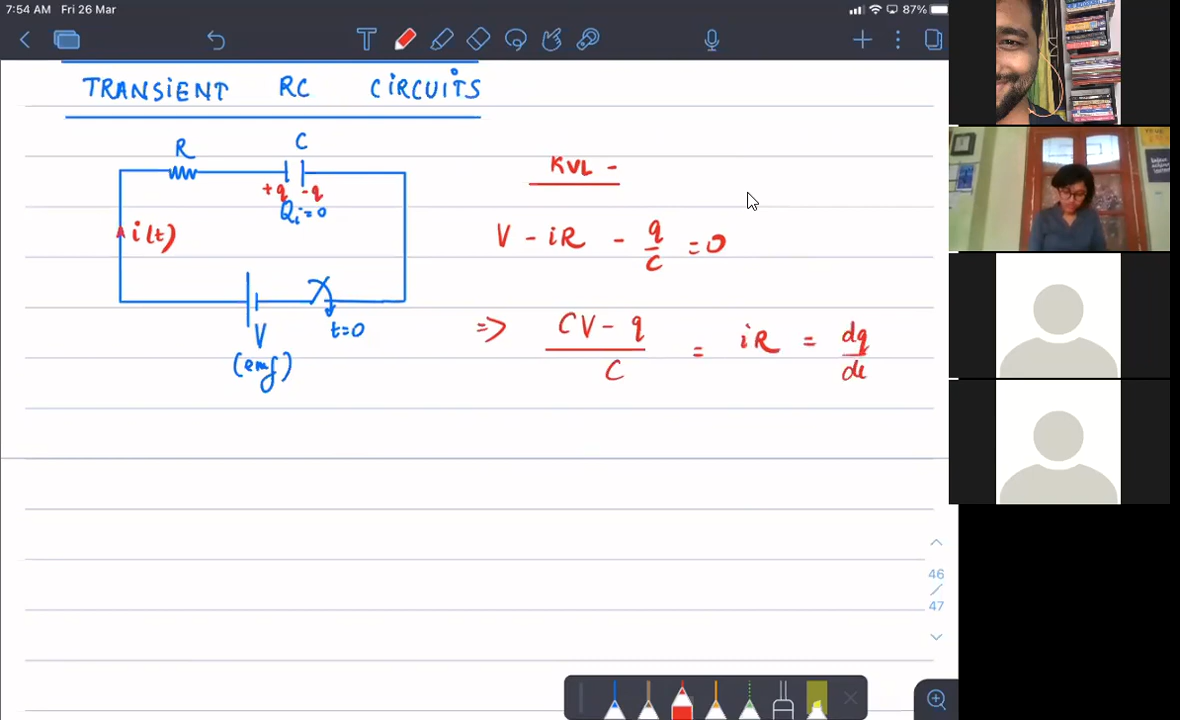 7:54 AM Fri 26 Mar
87%
TRANSIENT RC CIRCUITS
R
C
+q -q
Qi=0
i(t)
V
(emf)
t=0
KVL -
V - iR - q/C = 0
=> CV - q / C = iR = dq/dt
46
/
47